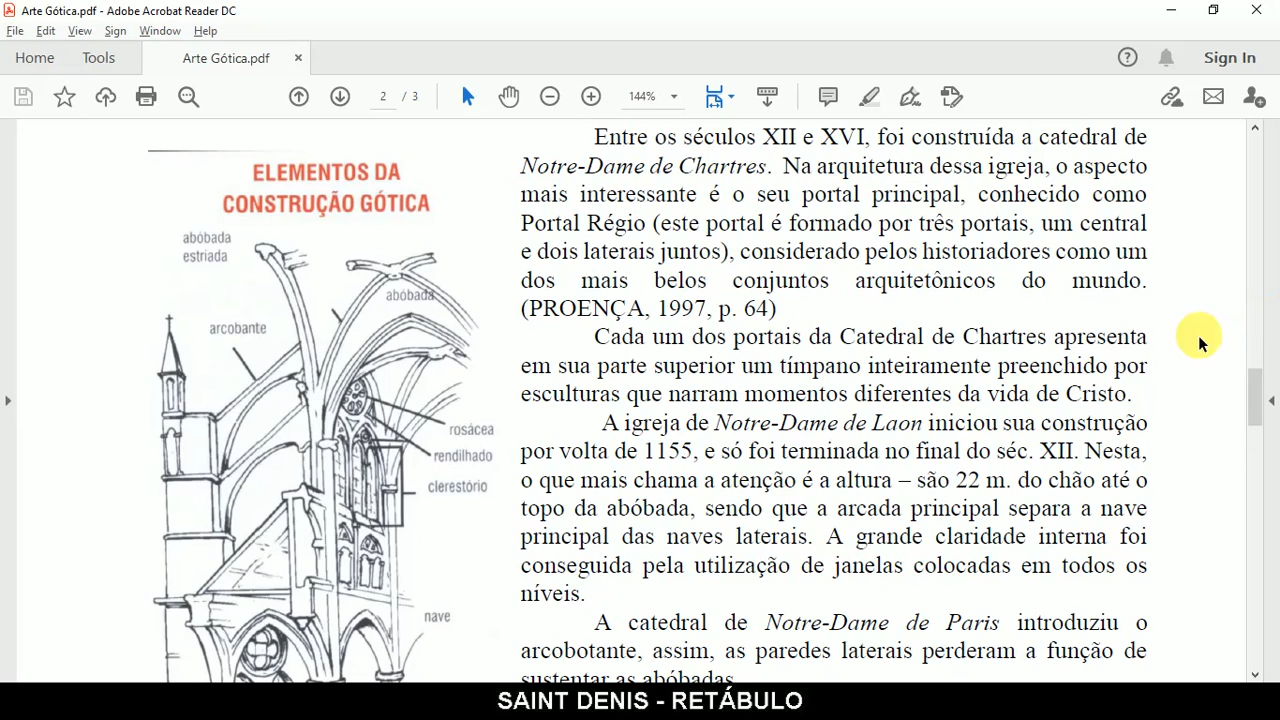 Arte Gótica.pdf - Adobe Acrobat Reader DC
File Edit View Sign Window Help
Home Tools Arte Gótica.pdf × Sign In
2 / 3 144%
ELEMENTOS DA
CONSTRUÇÃO GÓTICA
abóbada
estriada
abóbada
arcobante
rosácea
rendilhado
clerestório
nave
Entre os séculos XII e XVI, foi construída a catedral de
Notre-Dame de Chartres. Na arquitetura dessa igreja, o aspecto
mais interessante é o seu portal principal, conhecido como
Portal Régio (este portal é formado por três portais, um central
e dois laterais juntos), considerado pelos historiadores como um
dos mais belos conjuntos arquitetônicos do mundo.
(PROENÇA, 1997, p. 64)
Cada um dos portais da Catedral de Chartres apresenta
em sua parte superior um tímpano inteiramente preenchido por
esculturas que narram momentos diferentes da vida de Cristo.
A igreja de Notre-Dame de Laon iniciou sua construção
por volta de 1155, e só foi terminada no final do séc. XII. Nesta,
o que mais chama a atenção é a altura – são 22 m. do chão até o
topo da abóbada, sendo que a arcada principal separa a nave
principal das naves laterais. A grande claridade interna foi
conseguida pela utilização de janelas colocadas em todos os
níveis.
A catedral de Notre-Dame de Paris introduziu o
arcobotante, assim, as paredes laterais perderam a função de
sustentar as abóbadas.
SAINT DENIS - RETÁBULO